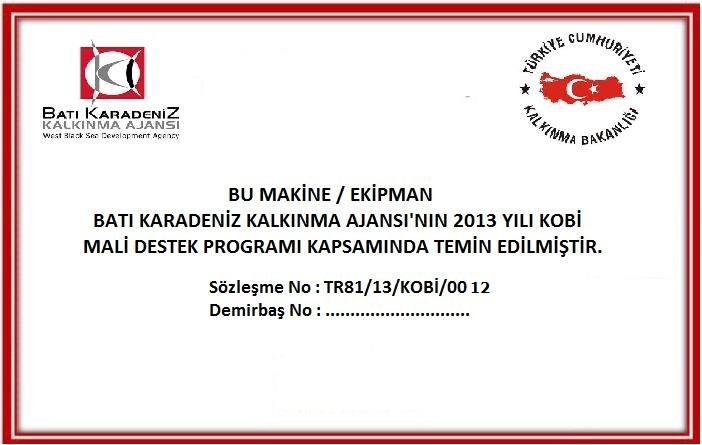 BATI KARADENİZ
KALKINMA AJANSI
West Black Sea Development Agency
TÜRKİYE CUMHURİYETİ
KALKINMA BAKANLIĞI
BU MAKİNE / EKİPMAN
BATI KARADENİZ KALKINMA AJANSI'NIN 2013 YILI KOBİ
MALİ DESTEK PROGRAMI KAPSAMINDA TEMİN EDİLMİŞTİR.
Sözleşme No : TR81/13/KOBİ/00 12
Demirbaş No : .............................